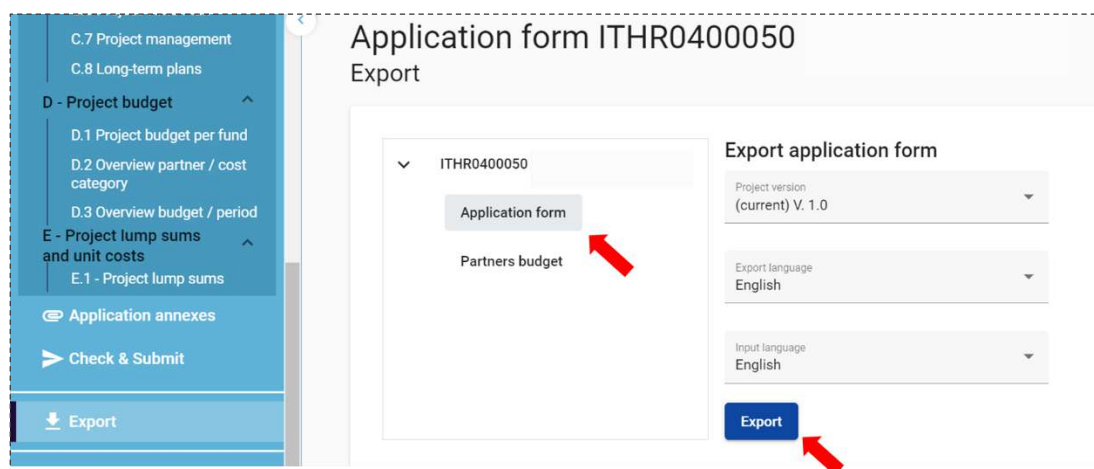 C.7 Project management
C.8 Long-term plans
D - Project budget
D.1 Project budget per fund
D.2 Overview partner / cost
category
D.3 Overview budget / period
E - Project lump sums
and unit costs
E.1 - Project lump sums
Application annexes
Check & Submit
Export
Application form ITHR0400050
Export
ITHR0400050
Application form
Partners budget
Export application form
Project version
(current) V. 1.0
Export language
English
Input language
English
Export